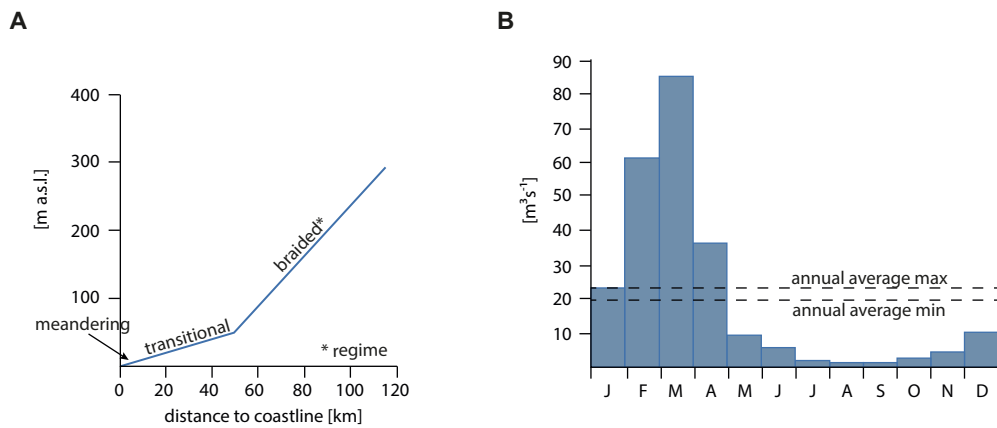 A
400
300
200
100
[m a.s.l.]
meandering
transitional
braided*
* regime
0 20 40 60 80 100 120
distance to coastline [km]
B
90
80
70
60
50
40
30
20
10
[m³s⁻¹]
annual average max
annual average min
J F M A M J J A S O N D